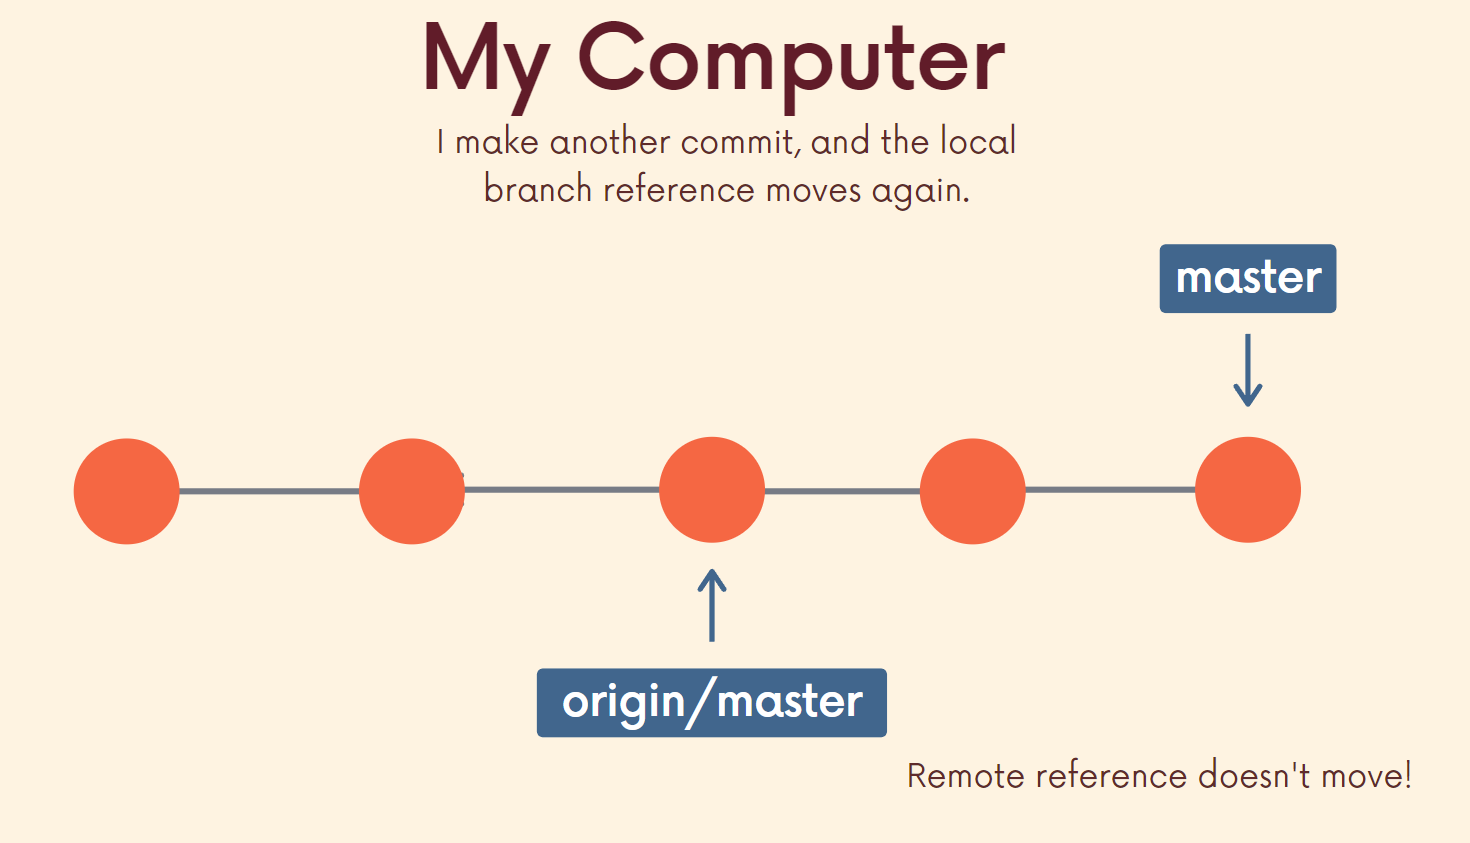 My Computer
I make another commit, and the local
branch reference moves again.
master
origin/master
Remote reference doesn't move!